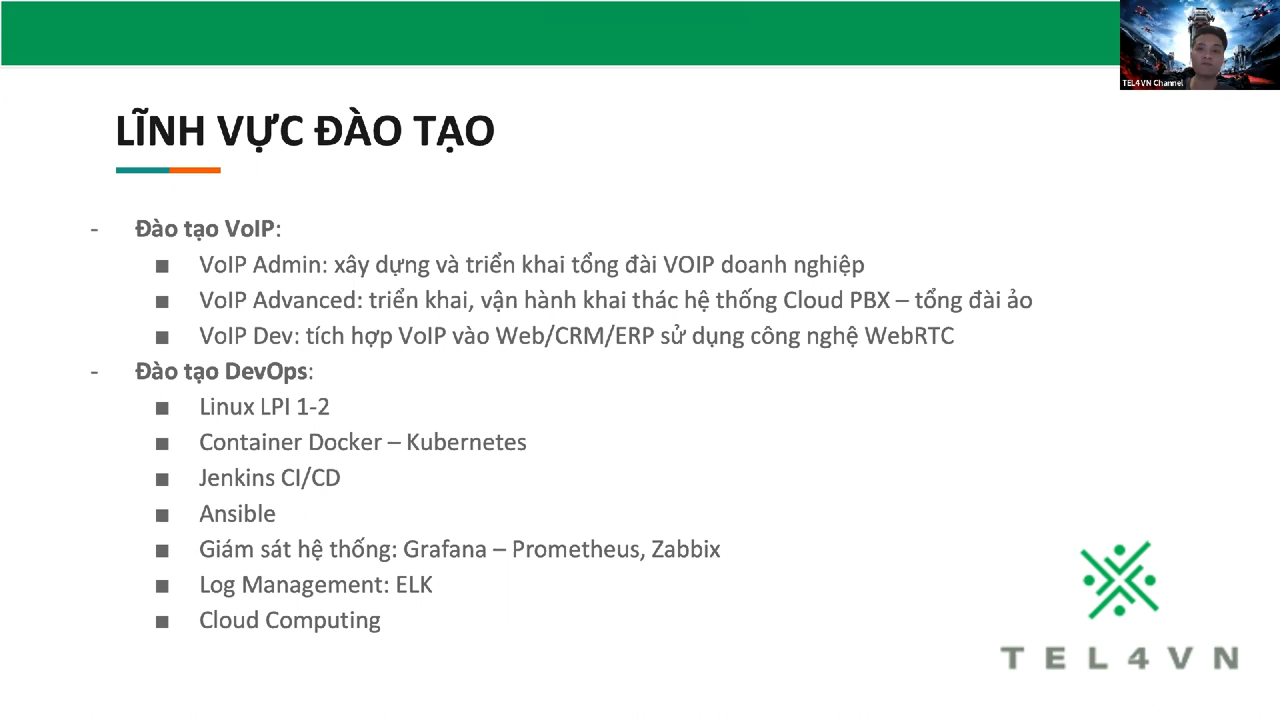 TEL4VN Channel
LĨNH VỰC ĐÀO TẠO
- Đào tạo VoIP:
■ VoIP Admin: xây dựng và triển khai tổng đài VOIP doanh nghiệp
■ VoIP Advanced: triển khai, vận hành khai thác hệ thống Cloud PBX – tổng đài ảo
■ VoIP Dev: tích hợp VoIP vào Web/CRM/ERP sử dụng công nghệ WebRTC
- Đào tạo DevOps:
■ Linux LPI 1-2
■ Container Docker – Kubernetes
■ Jenkins CI/CD
■ Ansible
■ Giám sát hệ thống: Grafana – Prometheus, Zabbix
■ Log Management: ELK
■ Cloud Computing
TEL4VN